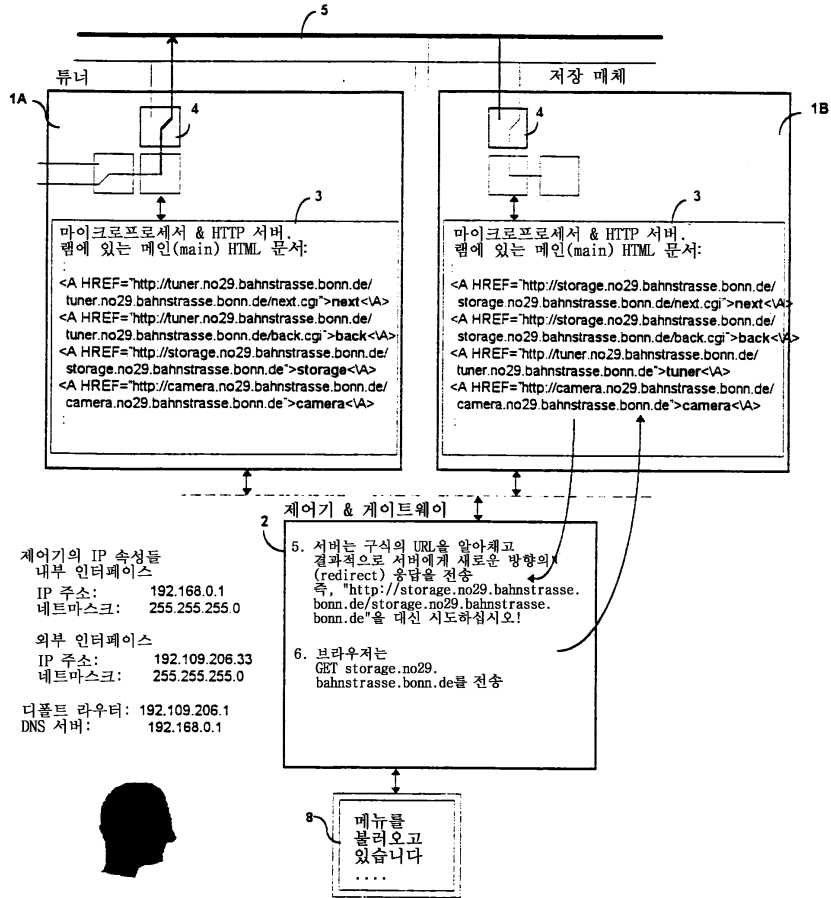 5
튜너
저장 매체
1A
1B
4
4
3
3
마이크로프로세서 & HTTP 서버.
램에 있는 메인(main) HTML 문서:
:
<A HREF="http://tuner.no29.bahnstrasse.bonn.de/
tuner.no29.bahnstrasse.bonn.de/next.cgi">next<\A>
<A HREF="http://tuner.no29.bahnstrasse.bonn.de/
tuner.no29.bahnstrasse.bonn.de/back.cgi">back<\A>
<A HREF="http://storage.no29.bahnstrasse.bonn.de/
storage.no29.bahnstrasse.bonn.de">storage<\A>
<A HREF="http://camera.no29.bahnstrasse.bonn.de/
camera.no29.bahnstrasse.bonn.de">camera<\A>
:
마이크로프로세서 & HTTP 서버.
램에 있는 메인(main) HTML 문서:
:
<A HREF="http://storage.no29.bahnstrasse.bonn.de/
storage.no29.bahnstrasse.bonn.de/next.cgi">next<\A>
<A HREF="http://storage.no29.bahnstrasse.bonn.de/
storage.no29.bahnstrasse.bonn.de/back.cgi">back<\A>
<A HREF="http://tuner.no29.bahnstrasse.bonn.de/
tuner.no29.bahnstrasse.bonn.de">tuner<\A>
<A HREF="http://camera.no29.bahnstrasse.bonn.de/
camera.no29.bahnstrasse.bonn.de">camera<\A>
:
제어기 & 게이트웨이
2
5. 서버는 구식의 URL을 알아채고
결과적으로 서버에게 새로운 방향의
(redirect) 응답을 전송
즉, "http://storage.no29.bahnstrasse.
bonn.de/storage.no29.bahnstrasse.
bonn.de"을 대신 시도하십시오!
6. 브라우저는
GET storage.no29.
bahnstrasse.bonn.de를 전송
제어기의 IP 속성들
내부 인터페이스
IP 주소: 192.168.0.1
네트마스크: 255.255.255.0
외부 인터페이스
IP 주소: 192.109.206.33
네트마스크: 255.255.255.0
디폴트 라우터: 192.109.206.1
DNS 서버: 192.168.0.1
8
메뉴를
불러오고
있습니다
....